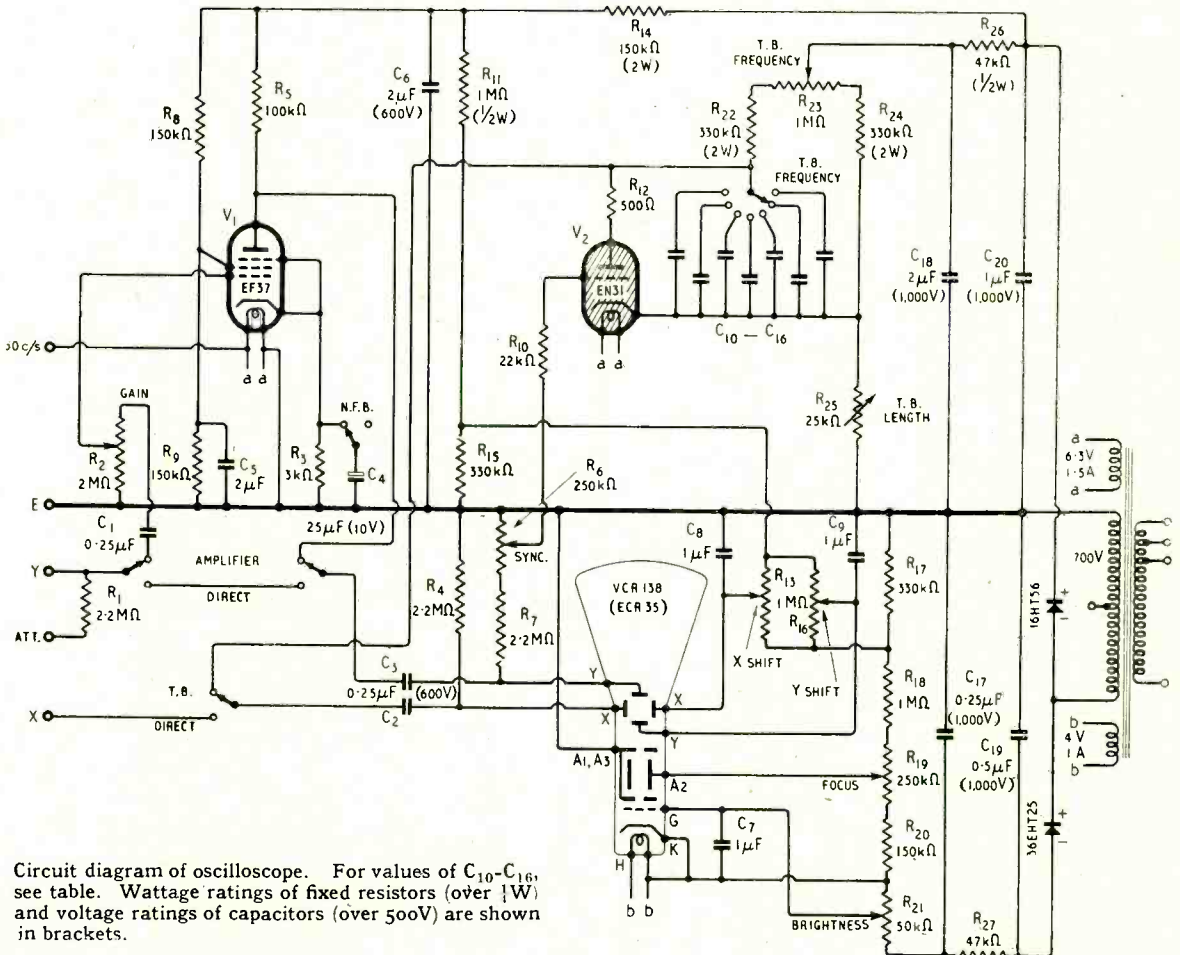 R14
150kΩ
(2W)
R26
47kΩ
(½W)
T.B.
FREQUENCY
R5
100kΩ
C6
2μF
(600V)
R11
1MΩ
(½W)
R8
150kΩ
R22
330kΩ
(2W)
R23
1MΩ
R24
330kΩ
(2W)
T.B.
FREQUENCY
R12
500Ω
V1
EF37
V2
EN31
C18
2μF
(1,000V)
C20
1μF
(1,000V)
C10 — C16
0c/s
a a
R10
22kΩ
a a
GAIN
N.F.B.
R25
25kΩ
T.B.
LENGTH
R2
2MΩ
R9
150kΩ
C5
2μF
R3
3kΩ
C4
R15
330kΩ
R6
250kΩ
a
6·3V
1·5A
a
E
C1
0·25μF
25μF (10V)
SYNC.
C8
1μF
C9
1μF
700V
Y
AMPLIFIER
DIRECT
R1
2·2MΩ
R4
2·2MΩ
R7
2·2MΩ
VCR 138
(ECR 35)
R13
1MΩ
R16
R17
330kΩ
16HT56
+
–
ATT.
X SHIFT
Y SHIFT
T.B.
C3
0·25μF
(600V)
C2
Y
X
X
Y
R18
1MΩ
C17
0·25μF
(1,000V)
X
DIRECT
b
4V
1A
b
A1, A3
A2
FOCUS
R19
250kΩ
C19
0·5μF
(1,000V)
G
K
H
C7
1μF
R20
150kΩ
36EHT25
+
–
b b
BRIGHTNESS
R21
50kΩ
R27
47kΩ
Circuit diagram of oscilloscope. For values of C10-C16,
see table. Wattage ratings of fixed resistors (over ½W)
and voltage ratings of capacitors (over 500V) are shown
in brackets.